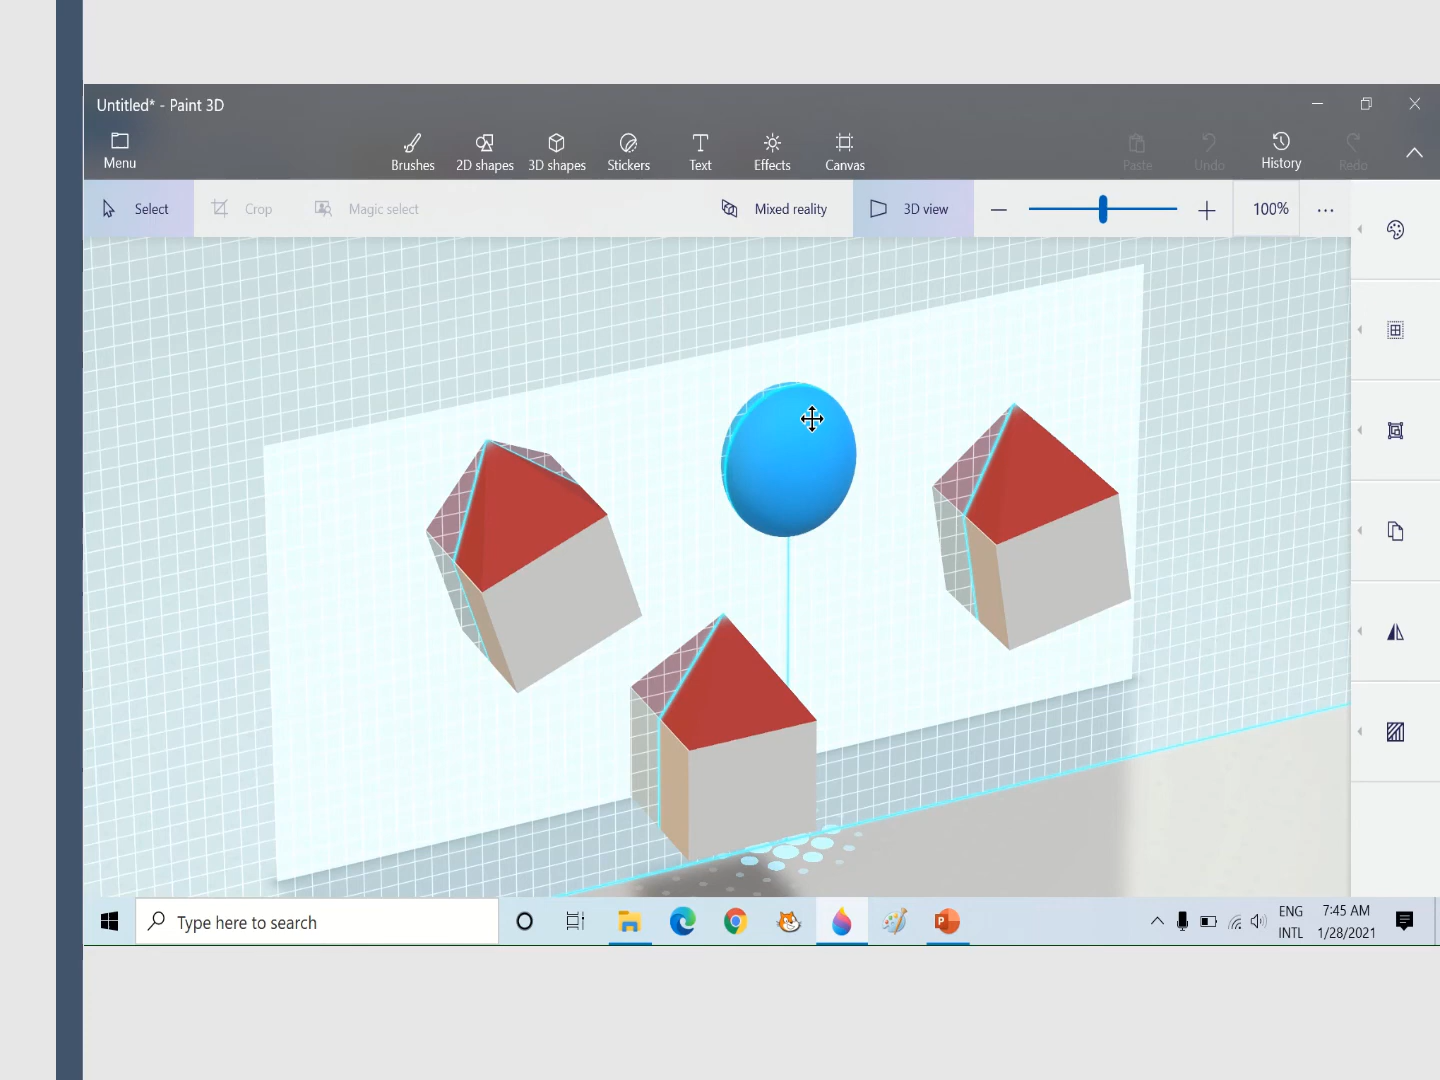 Untitled* - Paint 3D
Menu
Brushes
2D shapes
3D shapes
Stickers
Text
Effects
Canvas
Paste
Undo
History
Redo
Select
Crop
Magic select
Mixed reality
3D view
100%
Type here to search
ENG
INTL
7:45 AM
1/28/2021